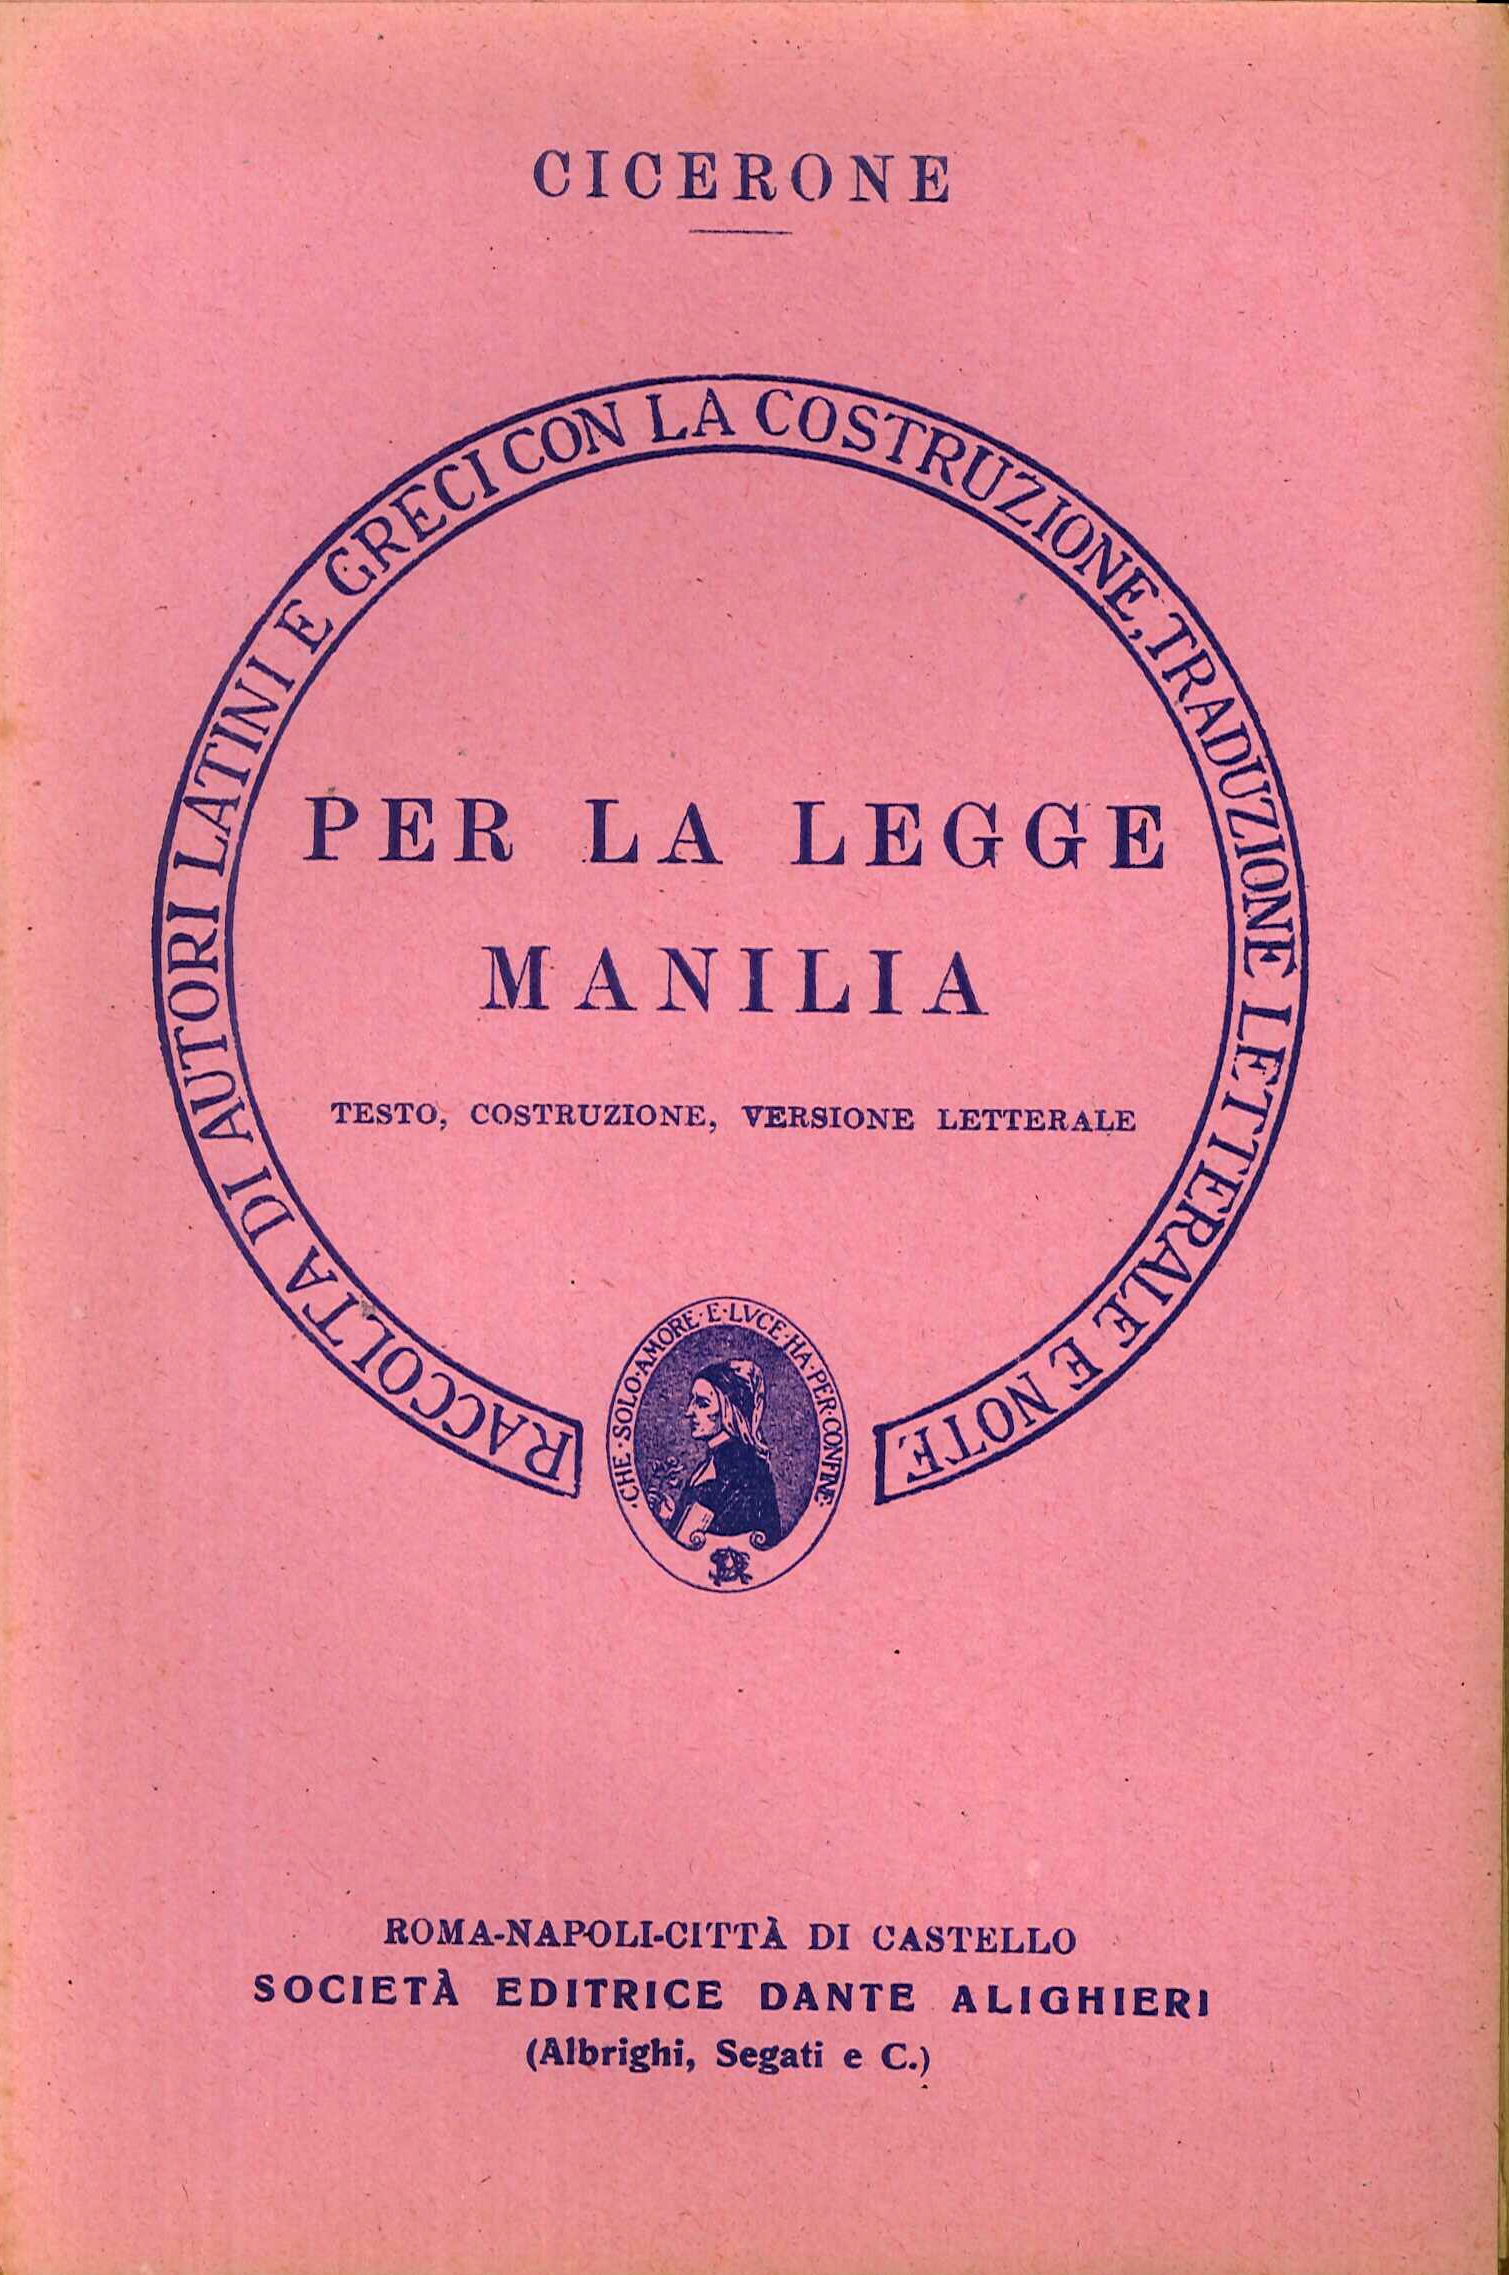 CICERONE
RACCOLTA DI AUTORI LATINI E GRECI CON LA COSTRUZIONE, TRADUZIONE LETTERALE E NOTE
PER LA LEGGE
MANILIA
TESTO, COSTRUZIONE, VERSIONE LETTERALE
·CHE·SOLO·AMORE·E·LVCE·HA·PER·CONFINE·
ROMA-NAPOLI-CITTÀ DI CASTELLO
SOCIETÀ EDITRICE DANTE ALIGHIERI
(Albrighi, Segati e C.)